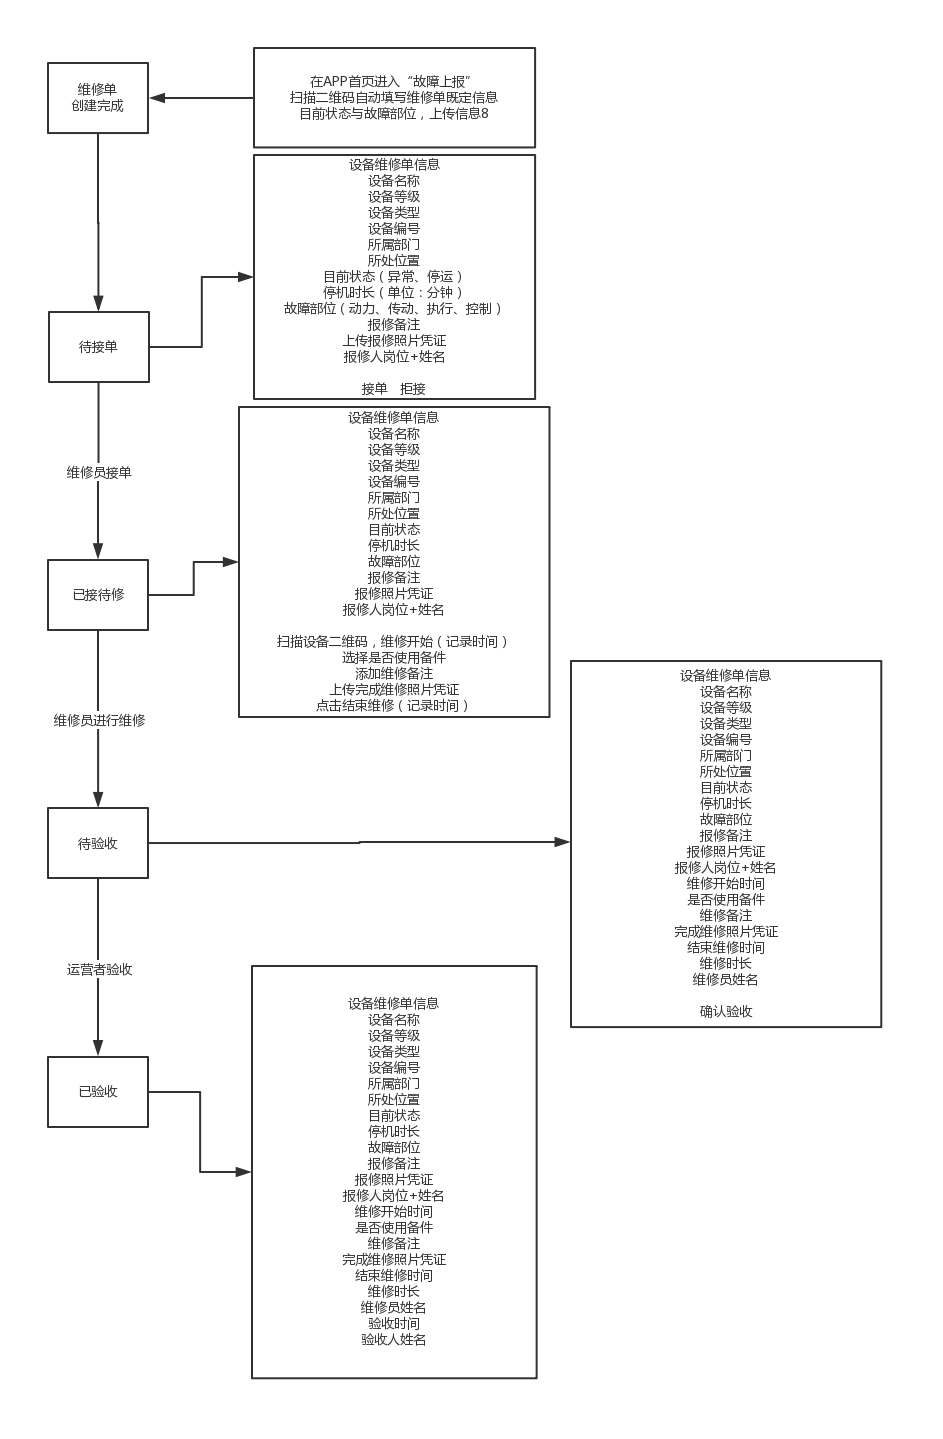 维修单
创建完成
在APP首页进入“故障上报”
扫描二维码自动填写维修单既定信息
目前状态与故障部位，上传信息8
设备维修单信息
设备名称
设备等级
设备类型
设备编号
所属部门
所处位置
目前状态（异常、停运）
停机时长（单位：分钟）
故障部位（动力、传动、执行、控制）
报修备注
上传报修照片凭证
报修人岗位+姓名
接单 拒接
待接单
维修员接单
设备维修单信息
设备名称
设备等级
设备类型
设备编号
所属部门
所处位置
目前状态
停机时长
故障部位
报修备注
报修照片凭证
报修人岗位+姓名
扫描设备二维码，维修开始（记录时间）
选择是否使用备件
添加维修备注
上传完成维修照片凭证
点击结束维修（记录时间）
已接待修
维修员进行维修
待验收
设备维修单信息
设备名称
设备等级
设备类型
设备编号
所属部门
所处位置
目前状态
停机时长
故障部位
报修备注
报修照片凭证
报修人岗位+姓名
维修开始时间
是否使用备件
维修备注
完成维修照片凭证
结束维修时间
维修时长
维修员姓名
确认验收
运营者验收
已验收
设备维修单信息
设备名称
设备等级
设备类型
设备编号
所属部门
所处位置
目前状态
停机时长
故障部位
报修备注
报修照片凭证
报修人岗位+姓名
维修开始时间
是否使用备件
维修备注
完成维修照片凭证
结束维修时间
维修时长
维修员姓名
验收时间
验收人姓名